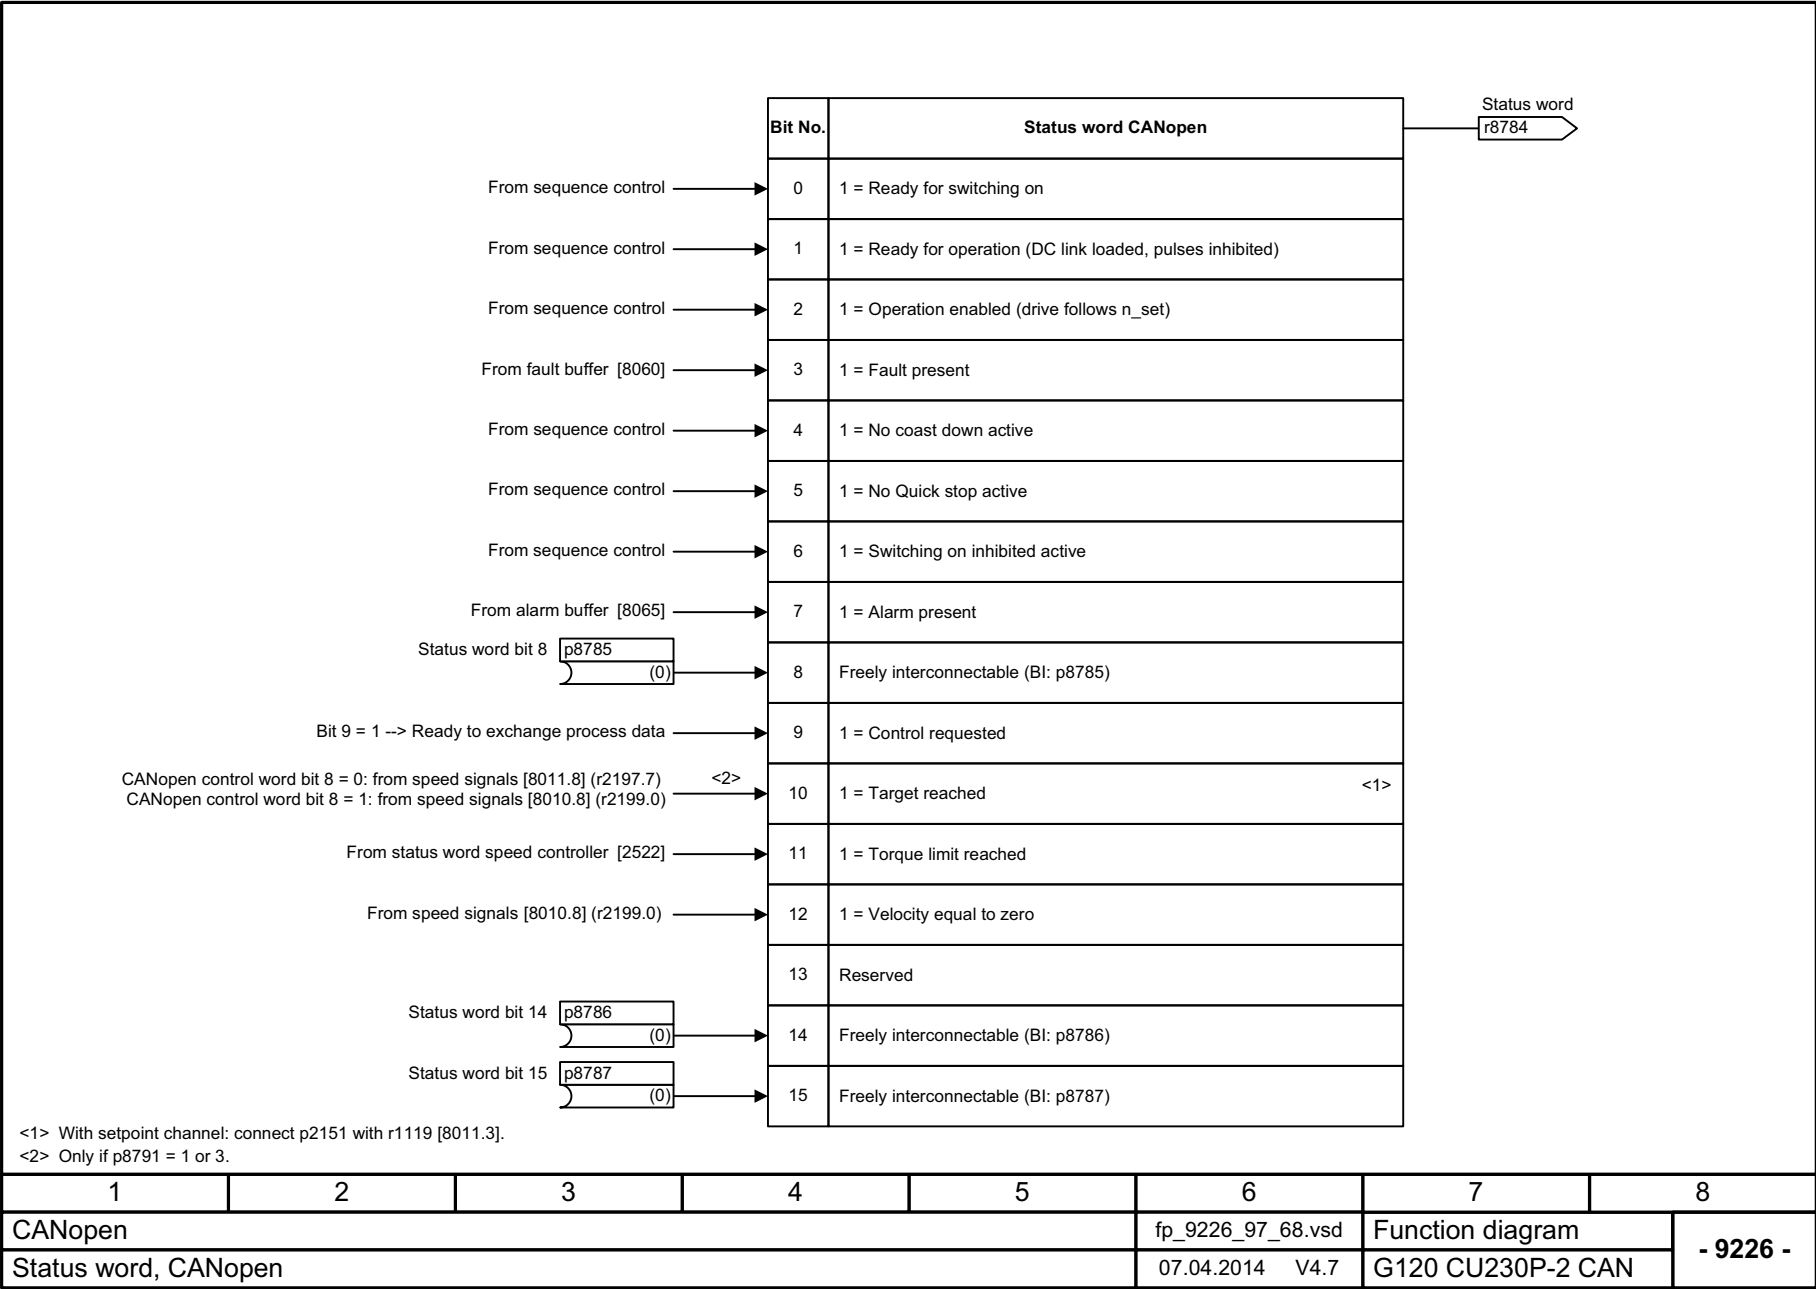 Status word
r8784
Bit No. Status word CANopen
From sequence control 0 1 = Ready for switching on
From sequence control 1 1 = Ready for operation (DC link loaded, pulses inhibited)
From sequence control 2 1 = Operation enabled (drive follows n_set)
From fault buffer [8060] 3 1 = Fault present
From sequence control 4 1 = No coast down active
From sequence control 5 1 = No Quick stop active
From sequence control 6 1 = Switching on inhibited active
From alarm buffer [8065] 7 1 = Alarm present
Status word bit 8 p8785
(0) 8 Freely interconnectable (BI: p8785)
Bit 9 = 1 --> Ready to exchange process data 9 1 = Control requested
CANopen control word bit 8 = 0: from speed signals [8011.8] (r2197.7) <2>
CANopen control word bit 8 = 1: from speed signals [8010.8] (r2199.0) 10 1 = Target reached <1>
From status word speed controller [2522] 11 1 = Torque limit reached
From speed signals [8010.8] (r2199.0) 12 1 = Velocity equal to zero
13 Reserved
Status word bit 14 p8786
(0) 14 Freely interconnectable (BI: p8786)
Status word bit 15 p8787
(0) 15 Freely interconnectable (BI: p8787)
<1> With setpoint channel: connect p2151 with r1119 [8011.3].
<2> Only if p8791 = 1 or 3.
1 2 3 4 5 6 7 8
CANopen fp_9226_97_68.vsd Function diagram
- 9226 -
Status word, CANopen 07.04.2014 V4.7 G120 CU230P-2 CAN